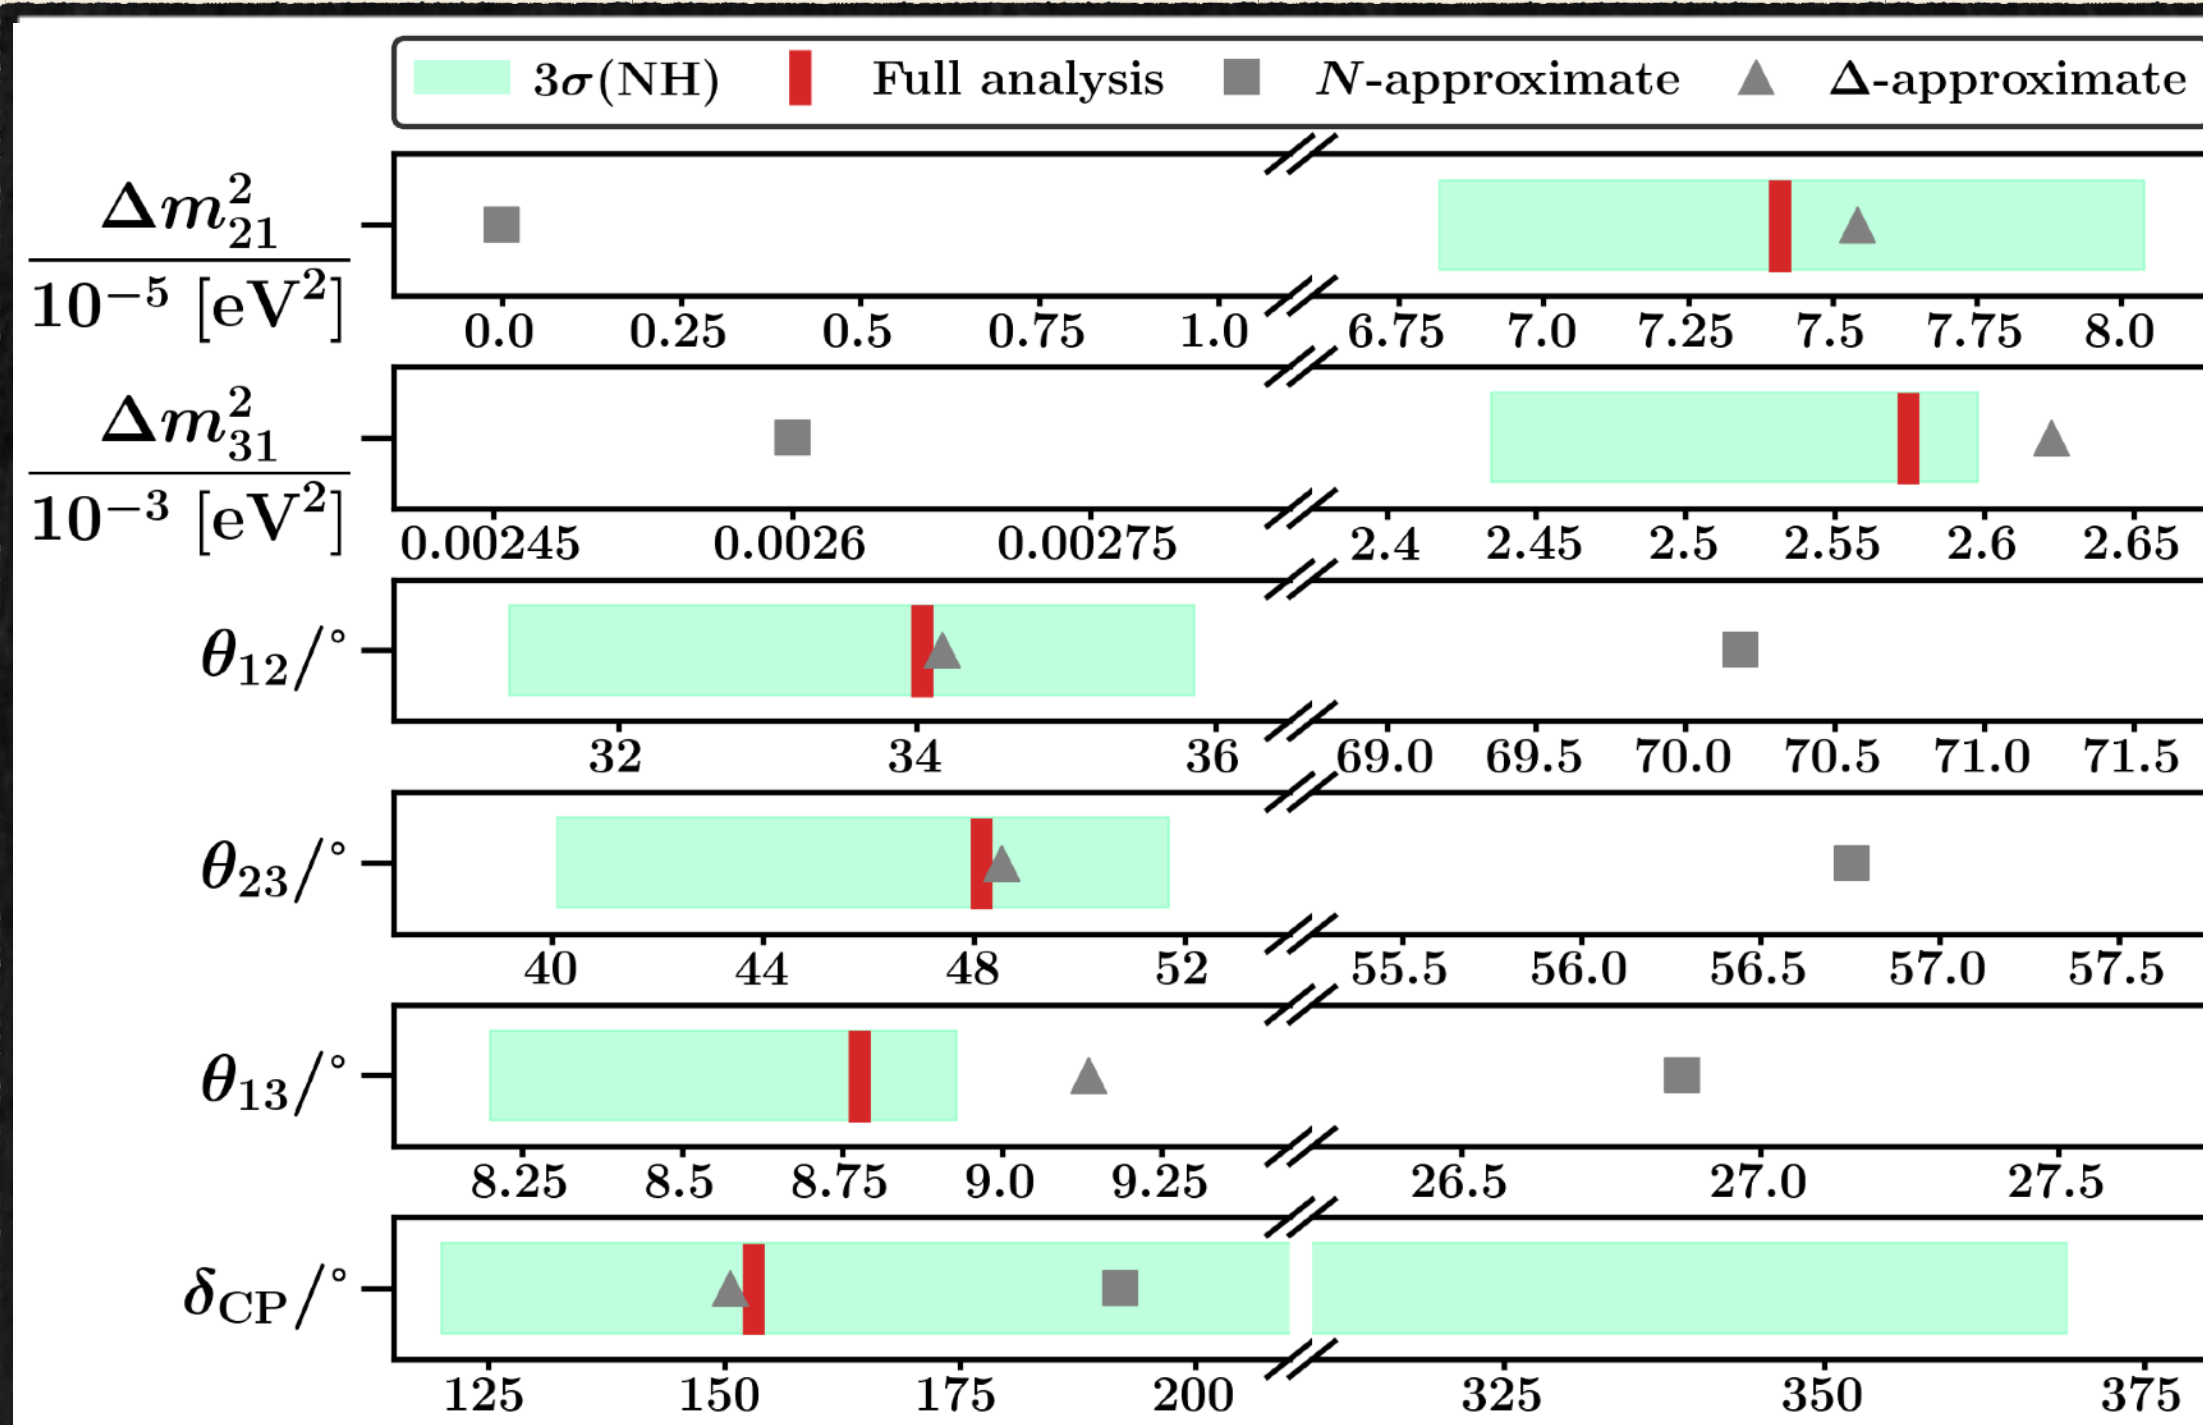 3σ(NH) Full analysis N-approximate Δ-approximate
Δm²₂₁
10⁻⁵ [eV²]
0.0 0.25 0.5 0.75 1.0 6.75 7.0 7.25 7.5 7.75 8.0
Δm²₃₁
10⁻³ [eV²]
0.00245 0.0026 0.00275 2.4 2.45 2.5 2.55 2.6 2.65
θ₁₂/°
32 34 36 69.0 69.5 70.0 70.5 71.0 71.5
θ₂₃/°
40 44 48 52 55.5 56.0 56.5 57.0 57.5
θ₁₃/°
8.25 8.5 8.75 9.0 9.25 26.5 27.0 27.5
δCP/°
125 150 175 200 325 350 375